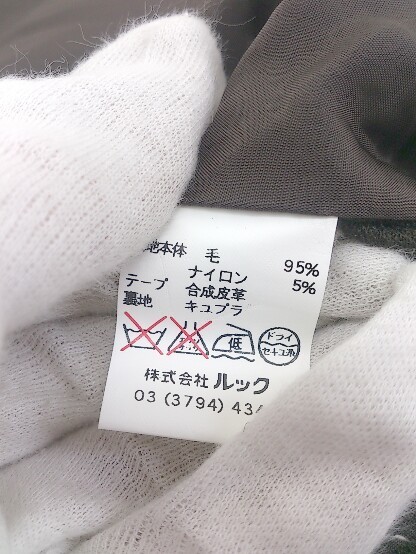 地本体 毛 95%
ナイロン 5%
テープ 合成皮革
裏地 キュプラ
低
ドライ
セキユ系
株式会社 ルック
03 (3794) 43